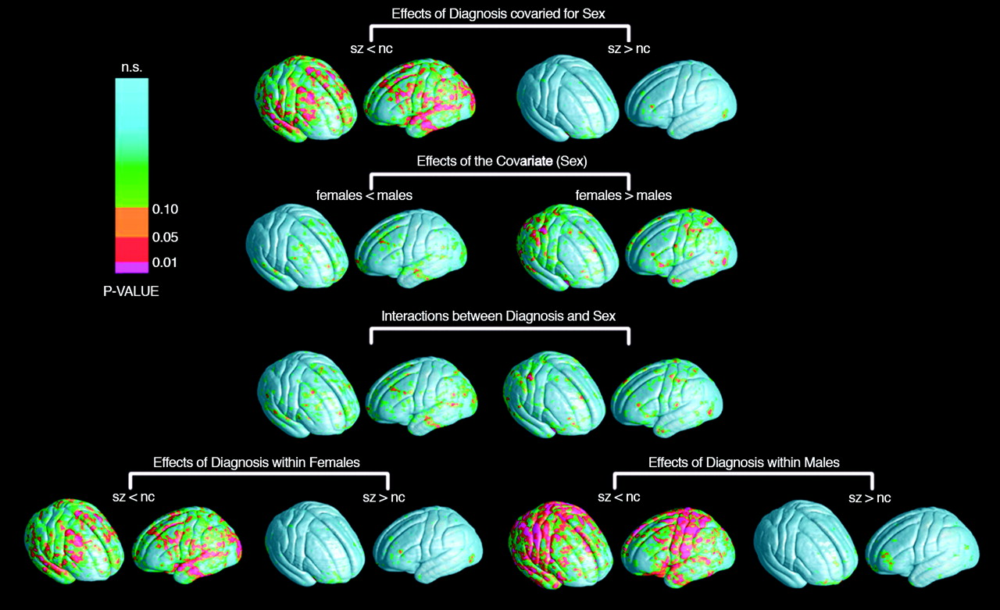 Effects of Diagnosis covaried for Sex
sz < nc
sz > nc
n.s.
0.10
0.05
0.01
P-VALUE
Effects of the Covariate (Sex)
females < males
females > males
Interactions between Diagnosis and Sex
Effects of Diagnosis within Females
sz < nc
sz > nc
Effects of Diagnosis within Males
sz < nc
sz > nc